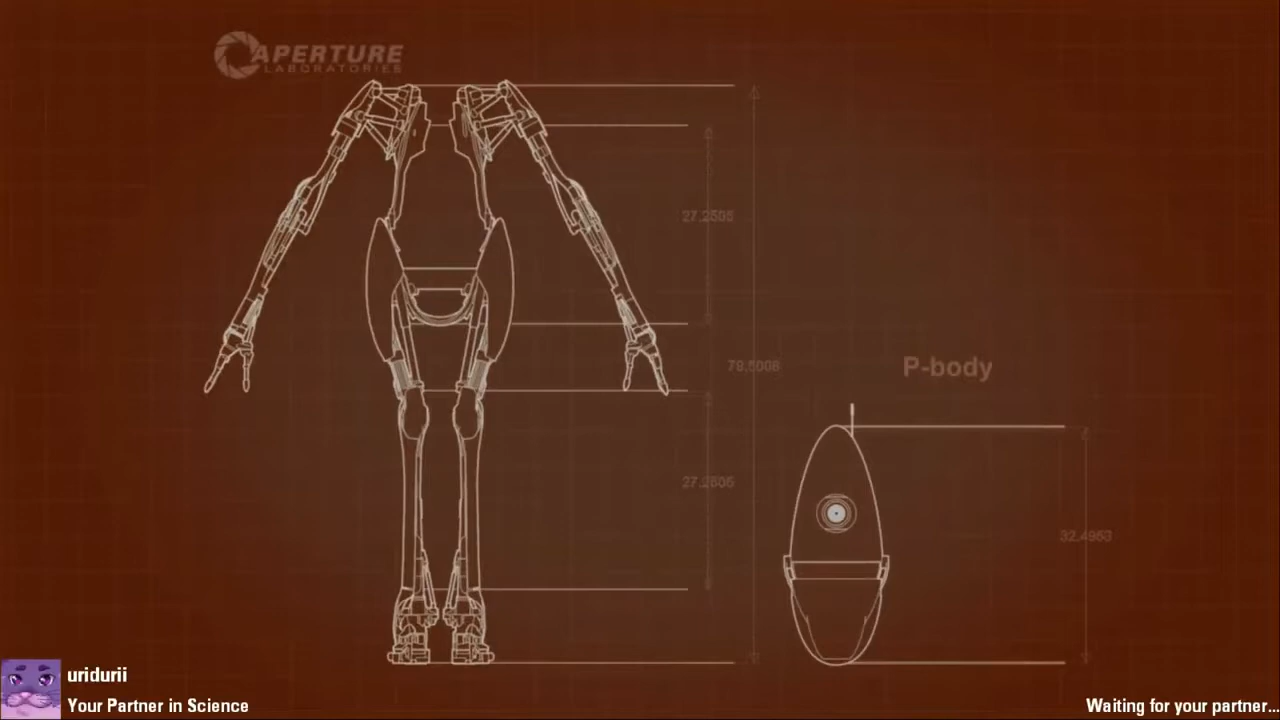 APERTURE
LABORATORIES
27.2505
79.5008
P-body
27.2505
32.4953
uridurii
Your Partner in Science
Waiting for your partner...